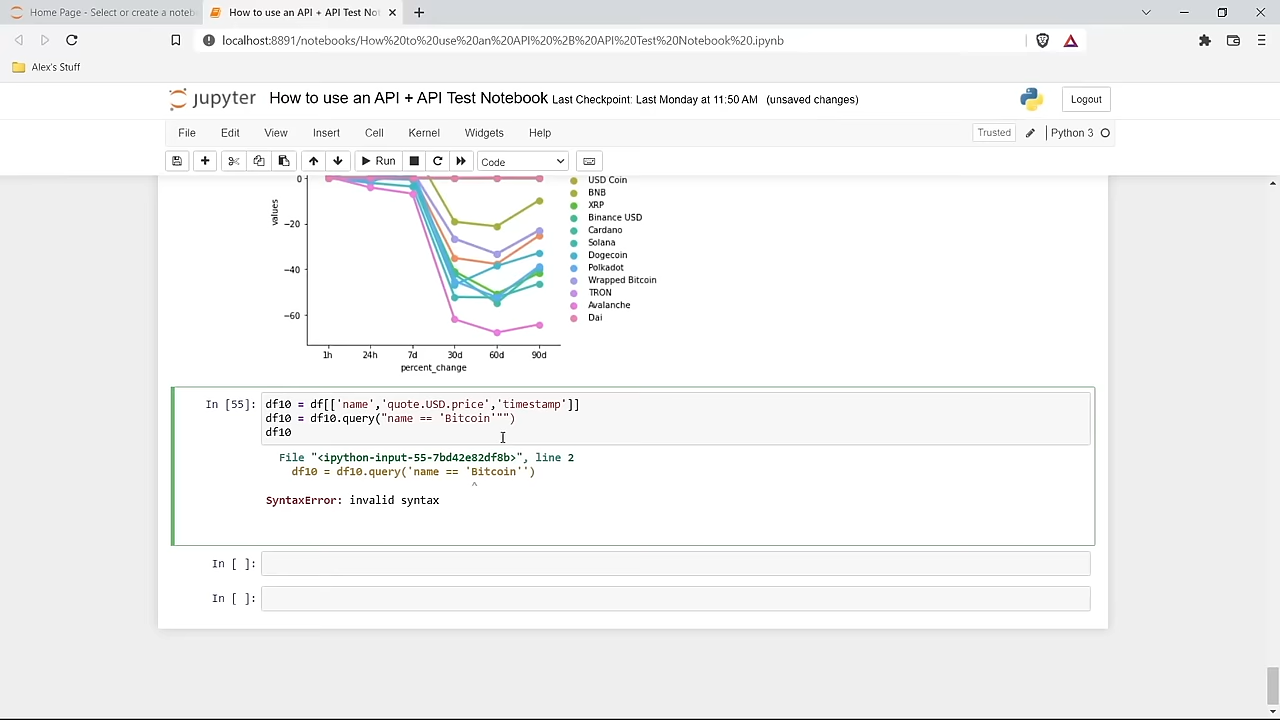 Home Page - Select or create a noteb
How to use an API + API Test No
localhost:8891/notebooks/How%20to%20use%20an%20API%20%2B%20API%20Test%20Notebook%20.ipynb
Alex's Stuff
jupyter How to use an API + API Test Notebook Last Checkpoint: Last Monday at 11:50 AM (unsaved changes)
Logout
File Edit View Insert Cell Kernel Widgets Help
Trusted Python 3
Run Code
0
−20
−40
−60
values
1h 24h 7d 30d 60d 90d
percent_change
USD Coin
BNB
XRP
Binance USD
Cardano
Solana
Dogecoin
Polkadot
Wrapped Bitcoin
TRON
Avalanche
Dai
In [55]: df10 = df[['name','quote.USD.price','timestamp']]
df10 = df10.query("name == 'Bitcoin'"")
df10
File "<ipython-input-55-7bd42e82df8b>", line 2
df10 = df10.query('name == 'Bitcoin'')
^
SyntaxError: invalid syntax
In [ ]:
In [ ]: